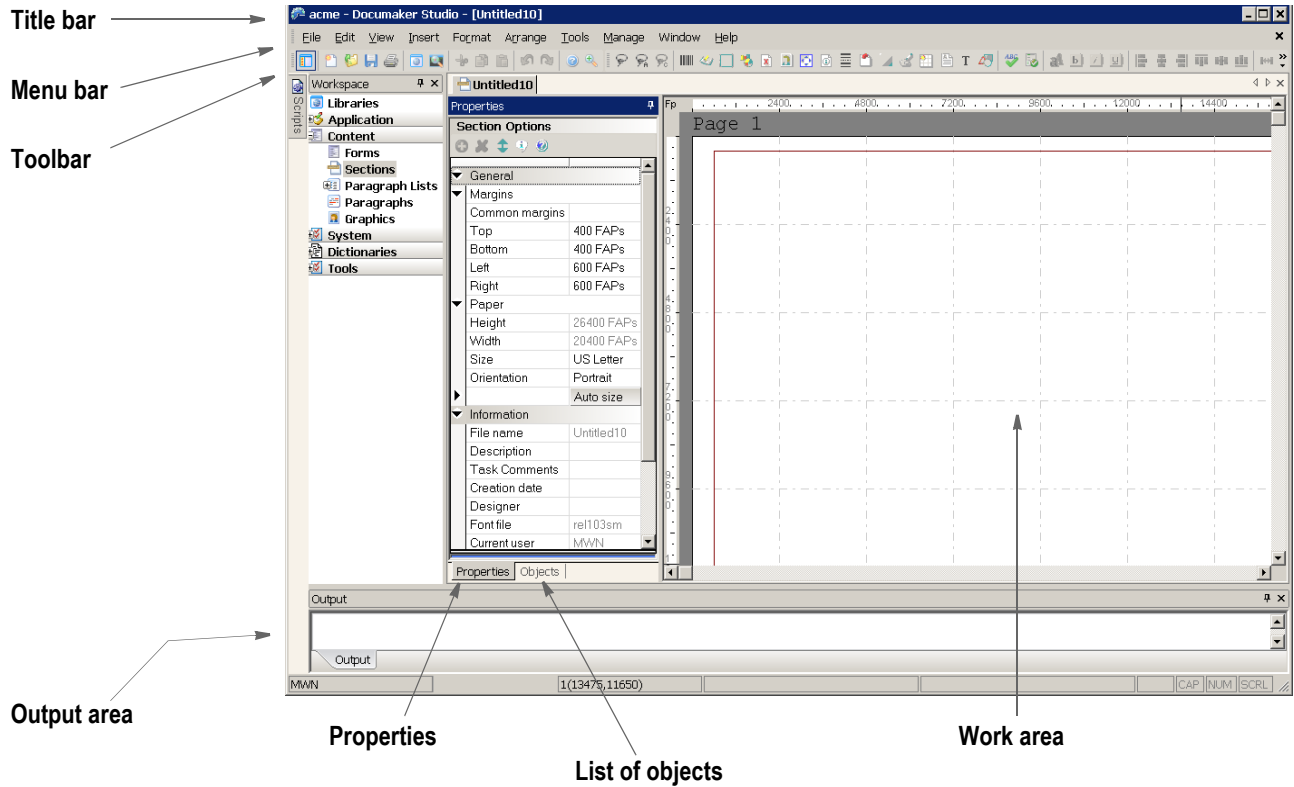 Title bar
acme - Documaker Studio - [Untitled10]
Menu bar
File Edit View Insert Format Arrange Tools Manage Window Help
Toolbar
Scripts
Workspace
Libraries
Application
Content
Forms
Sections
Paragraph Lists
Paragraphs
Graphics
System
Dictionaries
Tools
Untitled10
Properties
Section Options
General
Margins
Common margins
Top 400 FAPs
Bottom 400 FAPs
Left 600 FAPs
Right 600 FAPs
Paper
Height 26400 FAPs
Width 20400 FAPs
Size US Letter
Orientation Portrait
Auto size
Information
File name Untitled10
Description
Task Comments
Creation date
Designer
Font file rel103sm
Current user MWN
Properties Objects
Fp 2400 4800 7200 9600 12000 14400
Page 1
2400
4800
7200
9600
1
Output
Output
MWN 1(13475,11650) CAP NUM SCRL
Output area
Properties
List of objects
Work area